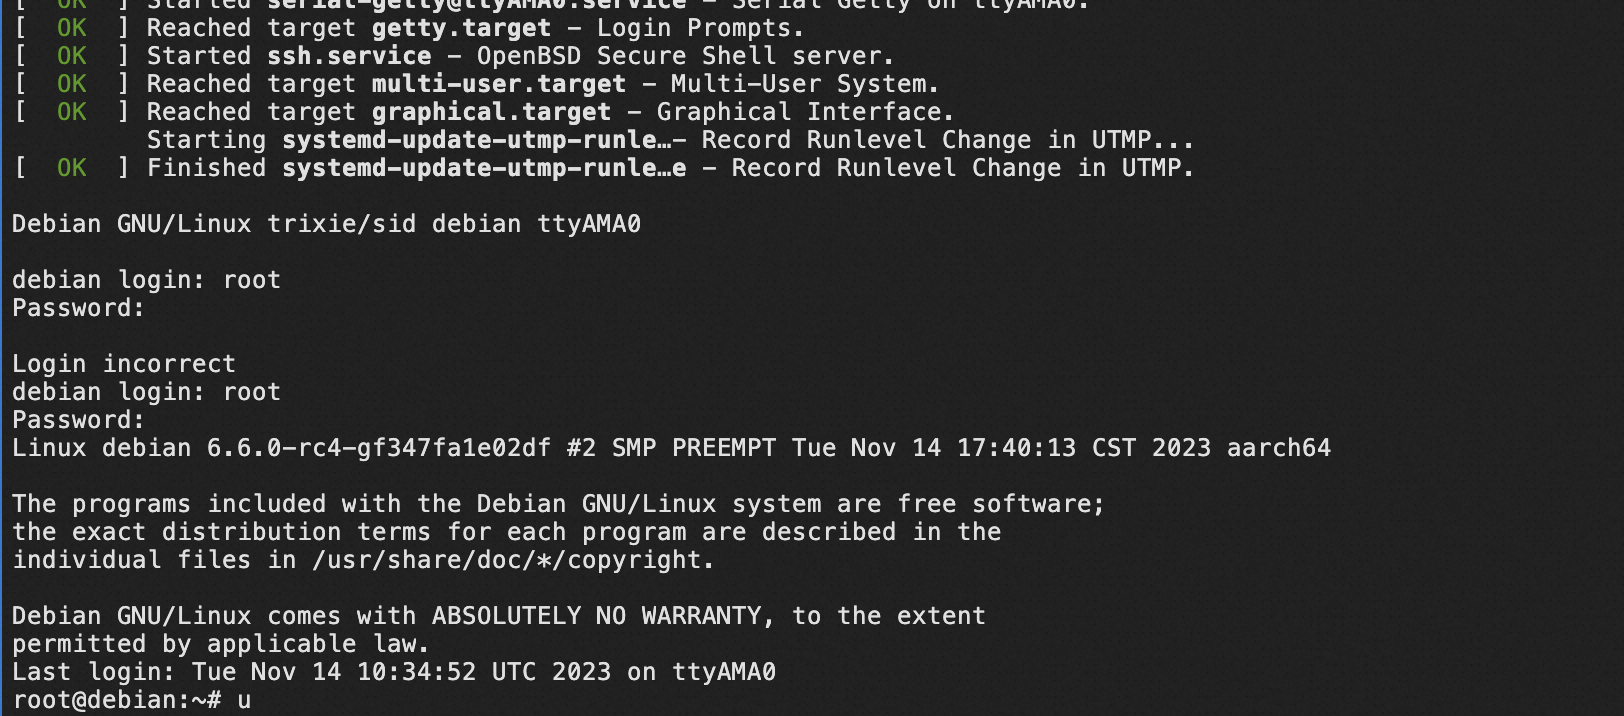 [  OK  ] Started serial-getty@ttyAMA0.service - Serial Getty on ttyAMA0.
[  OK  ] Reached target getty.target - Login Prompts.
[  OK  ] Started ssh.service - OpenBSD Secure Shell server.
[  OK  ] Reached target multi-user.target - Multi-User System.
[  OK  ] Reached target graphical.target - Graphical Interface.
         Starting systemd-update-utmp-runle…- Record Runlevel Change in UTMP...
[  OK  ] Finished systemd-update-utmp-runle…e - Record Runlevel Change in UTMP.
Debian GNU/Linux trixie/sid debian ttyAMA0
debian login: root
Password:
Login incorrect
debian login: root
Password:
Linux debian 6.6.0-rc4-gf347fa1e02df #2 SMP PREEMPT Tue Nov 14 17:40:13 CST 2023 aarch64
The programs included with the Debian GNU/Linux system are free software;
the exact distribution terms for each program are described in the
individual files in /usr/share/doc/*/copyright.
Debian GNU/Linux comes with ABSOLUTELY NO WARRANTY, to the extent
permitted by applicable law.
Last login: Tue Nov 14 10:34:52 UTC 2023 on ttyAMA0
root@debian:~# u